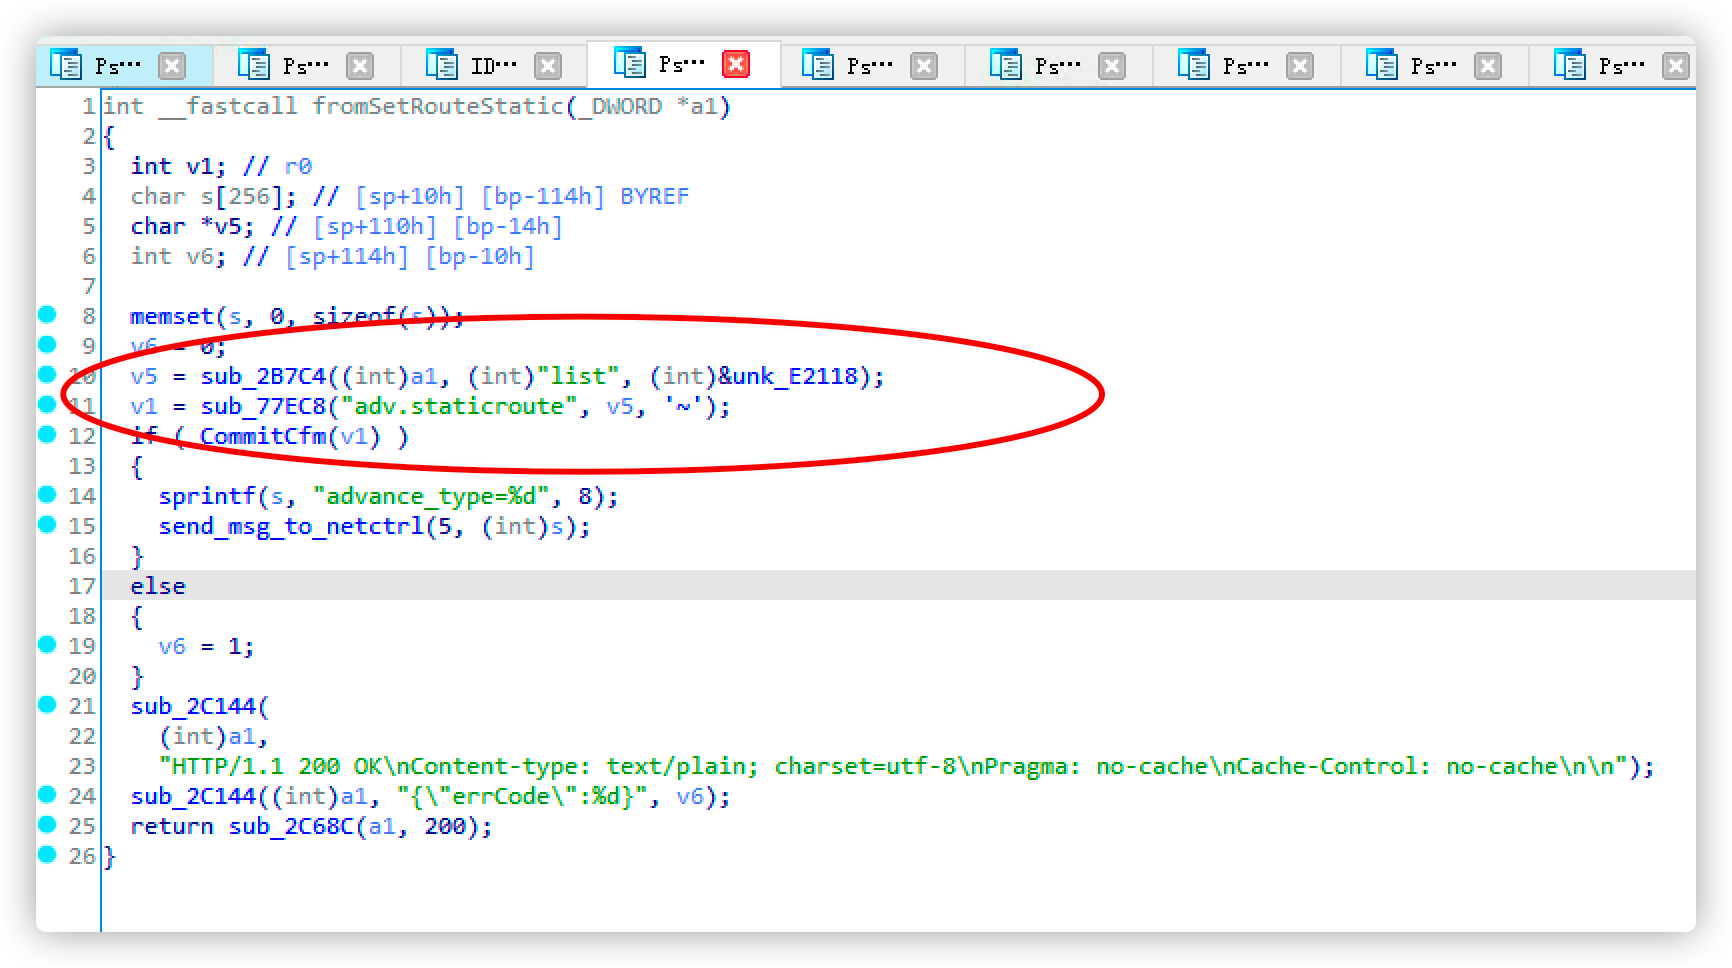 Ps… Ps… ID… Ps… Ps… Ps… Ps… Ps… Ps…
1 int __fastcall fromSetRouteStatic(_DWORD *a1)
2 {
3 int v1; // r0
4 char s[256]; // [sp+10h] [bp-114h] BYREF
5 char *v5; // [sp+110h] [bp-14h]
6 int v6; // [sp+114h] [bp-10h]
7
8 memset(s, 0, sizeof(s));
9 v6 = 0;
10 v5 = sub_2B7C4((int)a1, (int)"list", (int)&unk_E2118);
11 v1 = sub_77EC8("adv.staticroute", v5, '~');
12 if ( CommitCfm(v1) )
13 {
14 sprintf(s, "advance_type=%d", 8);
15 send_msg_to_netctrl(5, (int)s);
16 }
17 else
18 {
19 v6 = 1;
20 }
21 sub_2C144(
22 (int)a1,
23 "HTTP/1.1 200 OK\nContent-type: text/plain; charset=utf-8\nPragma: no-cache\nCache-Control: no-cache\n\n");
24 sub_2C144((int)a1, "{\"errCode\":%d}", v6);
25 return sub_2C68C(a1, 200);
26 }